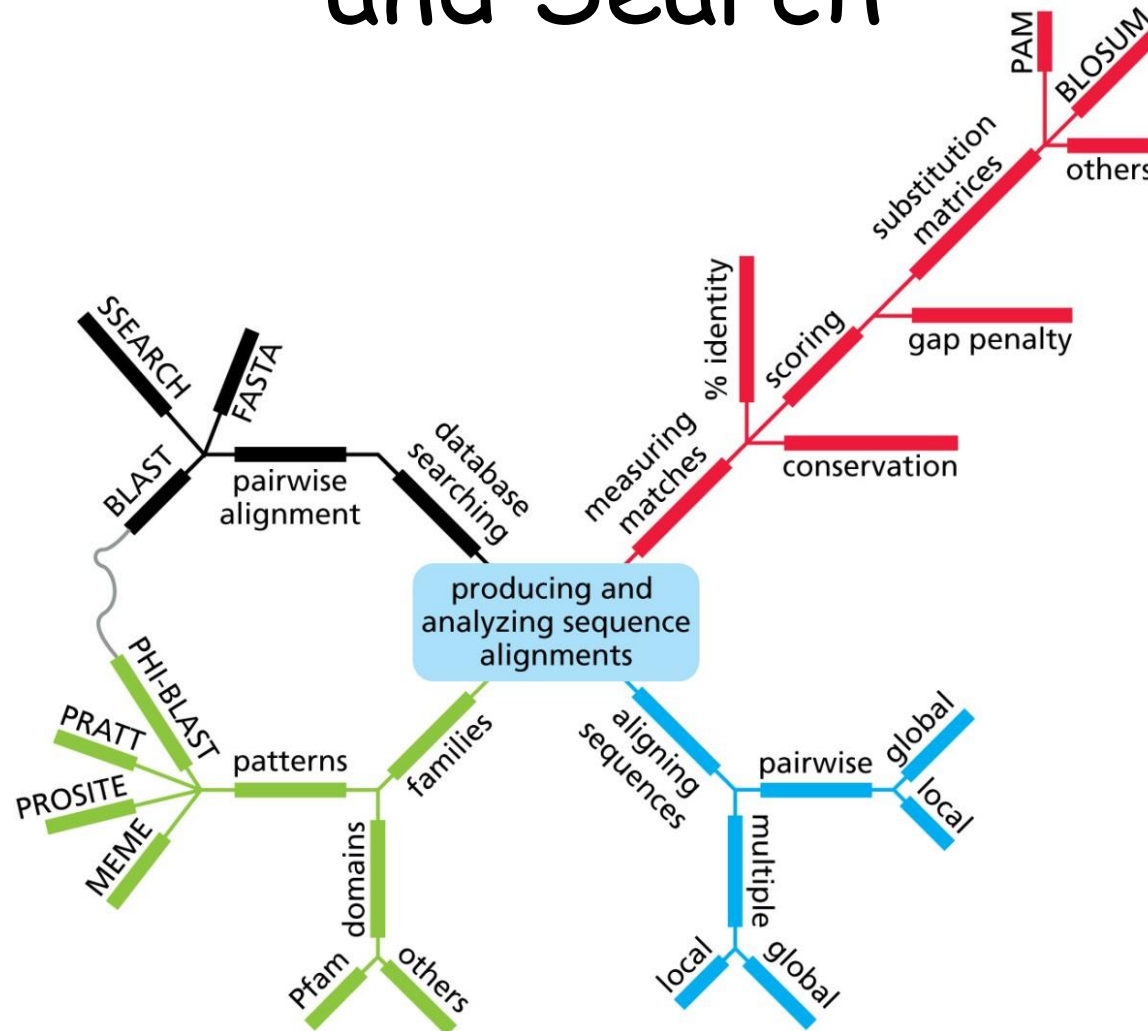 and Search
PAM
BLOSUM
others
substitution
matrices
% identity
scoring
gap penalty
measuring
matches
conservation
SSEARCH
FASTA
BLAST
pairwise
alignment
database
searching
producing and
analyzing sequence
alignments
PHI-BLAST
PRATT
PROSITE
MEME
patterns
families
domains
Pfam
others
aligning
sequences
pairwise
global
local
multiple
local
global